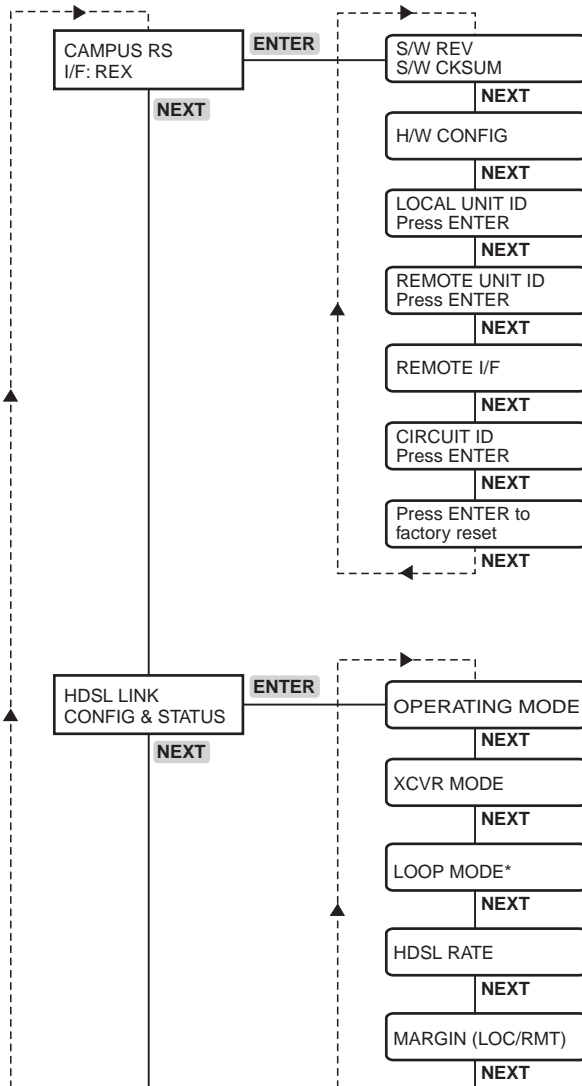 CAMPUS RS
I/F: REX
ENTER
NEXT
S/W REV
S/W CKSUM
NEXT
H/W CONFIG
NEXT
LOCAL UNIT ID
Press ENTER
NEXT
REMOTE UNIT ID
Press ENTER
NEXT
REMOTE I/F
NEXT
CIRCUIT ID
Press ENTER
NEXT
Press ENTER to
factory reset
NEXT
HDSL LINK
CONFIG & STATUS
ENTER
NEXT
OPERATING MODE
NEXT
XCVR MODE
NEXT
LOOP MODE*
NEXT
HDSL RATE
NEXT
MARGIN (LOC/RMT)
NEXT